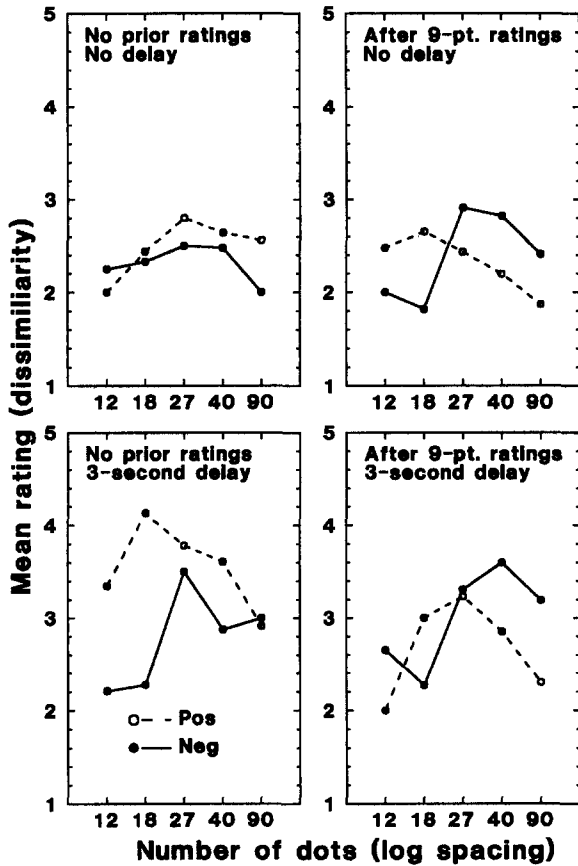 No prior ratings
No delay
5
4
3
2
1
12 18 27 40 90
After 9-pt. ratings
No delay
5
4
3
2
1
12 18 27 40 90
Mean rating (dissimiliarity)
No prior ratings
3-second delay
5
4
3
2
1
Pos
Neg
12 18 27 40 90
After 9-pt. ratings
3-second delay
5
4
3
2
1
12 18 27 40 90
Number of dots (log spacing)